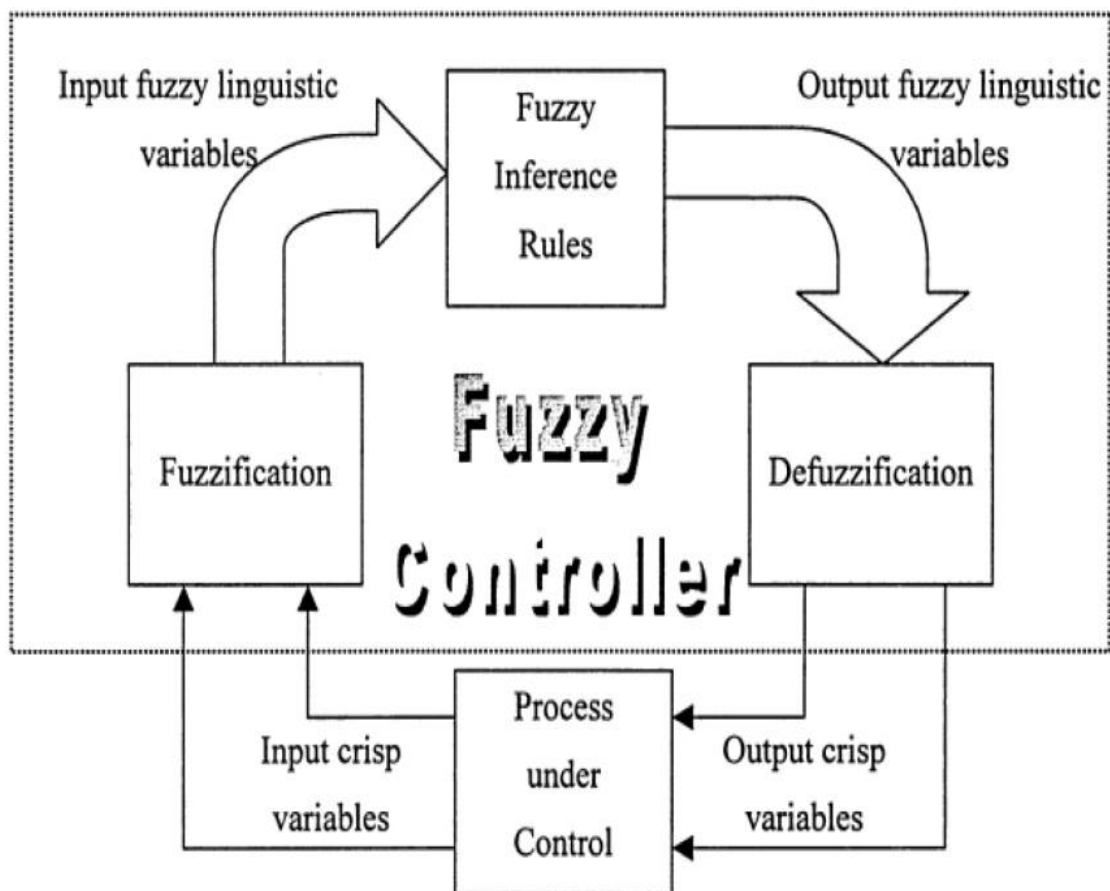 Input fuzzy linguistic
variables
Fuzzy
Inference
Rules
Output fuzzy linguistic
variables
Fuzzification
Fuzzy
Controller
Defuzzification
Input crisp
variables
Process
under
Control
Output crisp
variables